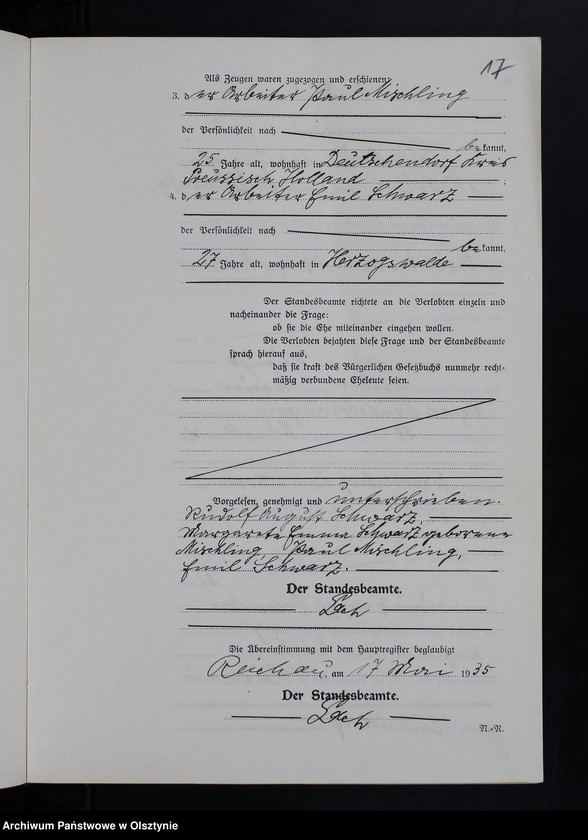 17
Als Zeugen waren zugezogen und erschienen:
3. der Arbeiter Paul Mischling
der Persönlichkeit nach
bekannt,
25 Jahre alt, wohnhaft in Deutschendorf Kreis
Preussisch Holland
4. der Arbeiter Emil Schwarz
der Persönlichkeit nach
bekannt,
27 Jahre alt, wohnhaft in Herzogswalde
Der Standesbeamte richtete an die Verlobten einzeln und
nacheinander die Frage:
ob sie die Ehe miteinander eingehen wollen.
Die Verlobten bejahten diese Frage und der Standesbeamte
sprach hierauf aus,
daß sie kraft des Bürgerlichen Gesetzbuchs nunmehr recht-
mäßig verbundene Eheleute seien.
Vorgelesen, genehmigt und unterschrieben.
Rudolf August Schwarz,
Margarete Emma Schwarz geborene
Mischling, Paul Mischling,
Emil Schwarz.
Der Standesbeamte.
Lach
Die Übereinstimmung mit dem Hauptregister beglaubigt
Reichau, am 17 Mai 1935
Der Standesbeamte.
Lach
N.-R.
Archiwum Państwowe w Olsztynie